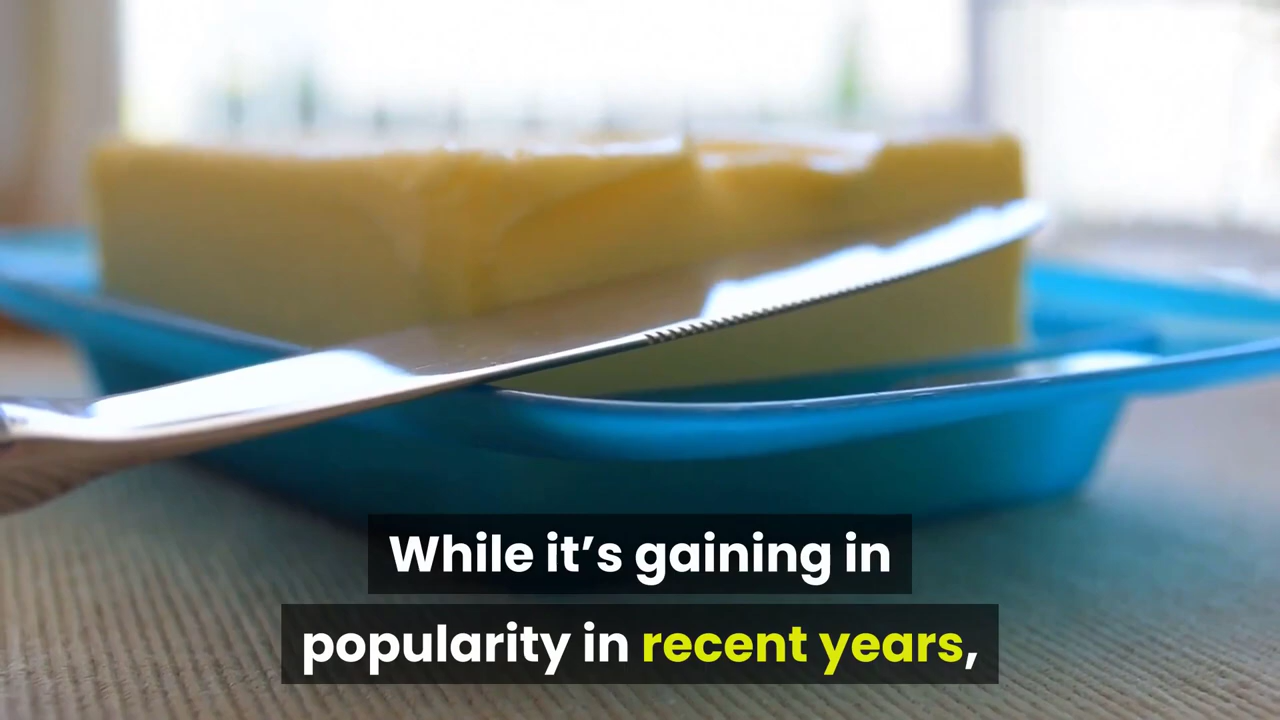 While it’s gaining in
popularity in recent years,